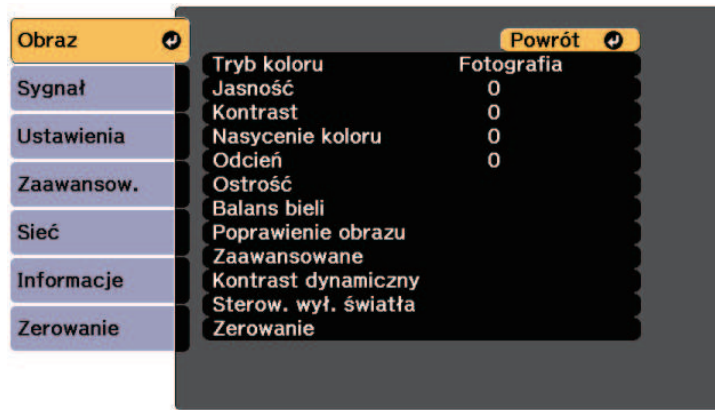 Obraz
Sygnał
Ustawienia
Zaawansow.
Sieć
Informacje
Zerowanie
Powrót
Tryb koloru Fotografia
Jasność 0
Kontrast 0
Nasycenie koloru 0
Odcień 0
Ostrość
Balans bieli
Poprawienie obrazu
Zaawansowane
Kontrast dynamiczny
Sterow. wył. światła
Zerowanie